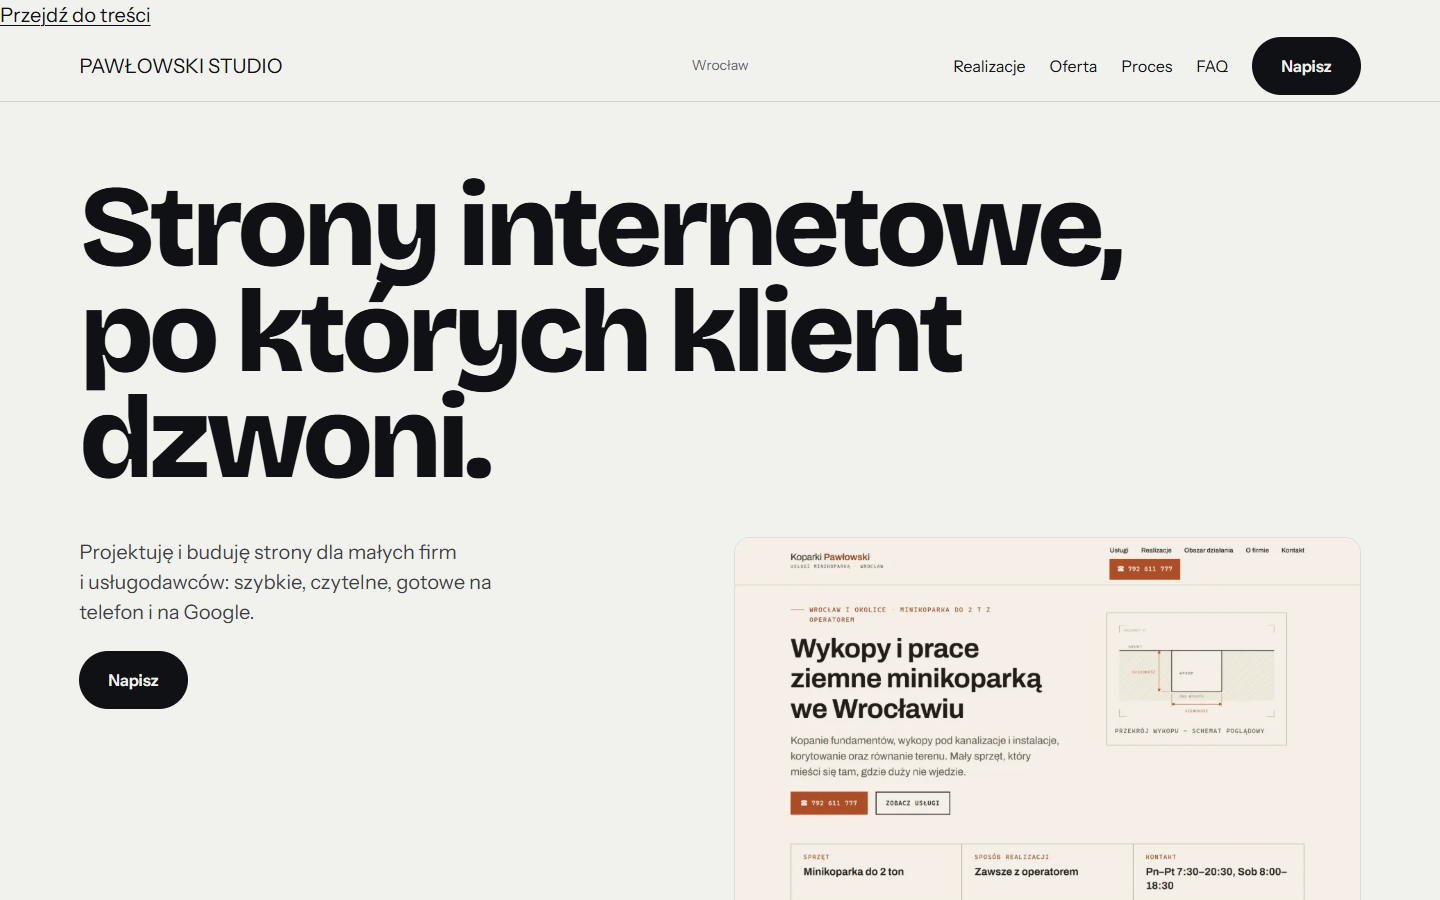 Przejdź do treści
PAWŁOWSKI STUDIO
Wrocław
Realizacje
Oferta
Proces
FAQ
Napisz
Strony internetowe,
po których klient
dzwoni.
Projektuję i buduję strony dla małych firm
i usługodawców: szybkie, czytelne, gotowe na
telefon i na Google.
Napisz
Koparki Pawłowski
USŁUGI MINIKOPARKĄ · WROCŁAW
Usługi
Realizacje
Obszar działania
O firmie
Kontakt
☎ 792 611 777
WROCŁAW I OKOLICE · MINIKOPARKA DO 2 T Z
OPERATOREM
Wykopy i prace
ziemne minikoparką
we Wrocławiu
Kopanie fundamentów, wykopy pod kanalizacje i instalacje,
korytowanie oraz równanie terenu. Mały sprzęt, który
mieści się tam, gdzie duży nie wjedzie.
☎ 792 611 777
ZOBACZ USŁUGI
PRZEKRÓJ WYKOPU — SCHEMAT POGLĄDOWY
SPRZĘT
Minikoparka do 2 ton
SPOSÓB REALIZACJI
Zawsze z operatorem
KONTAKT
Pn–Pt 7:30–20:30, Sob 8:00–
18:30